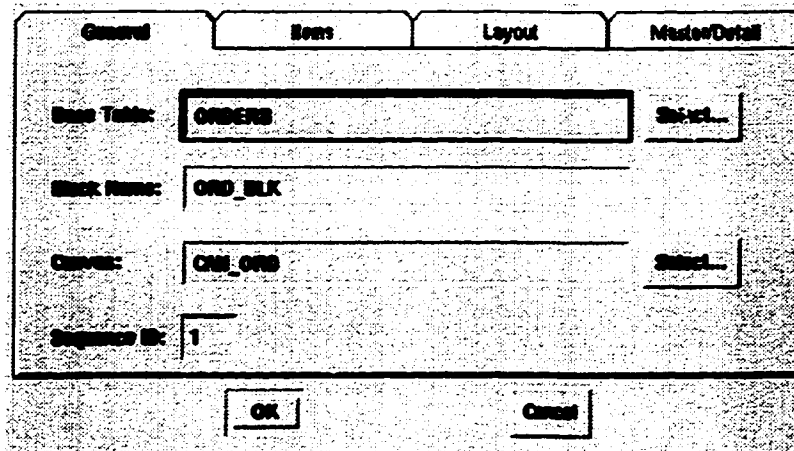 General Items Layout Master/Detail
Base Table: ORDERS Select...
Block Name: ORD_BLK
Canvas: CAN_ORD Select...
Sequence ID: 1
OK Cancel